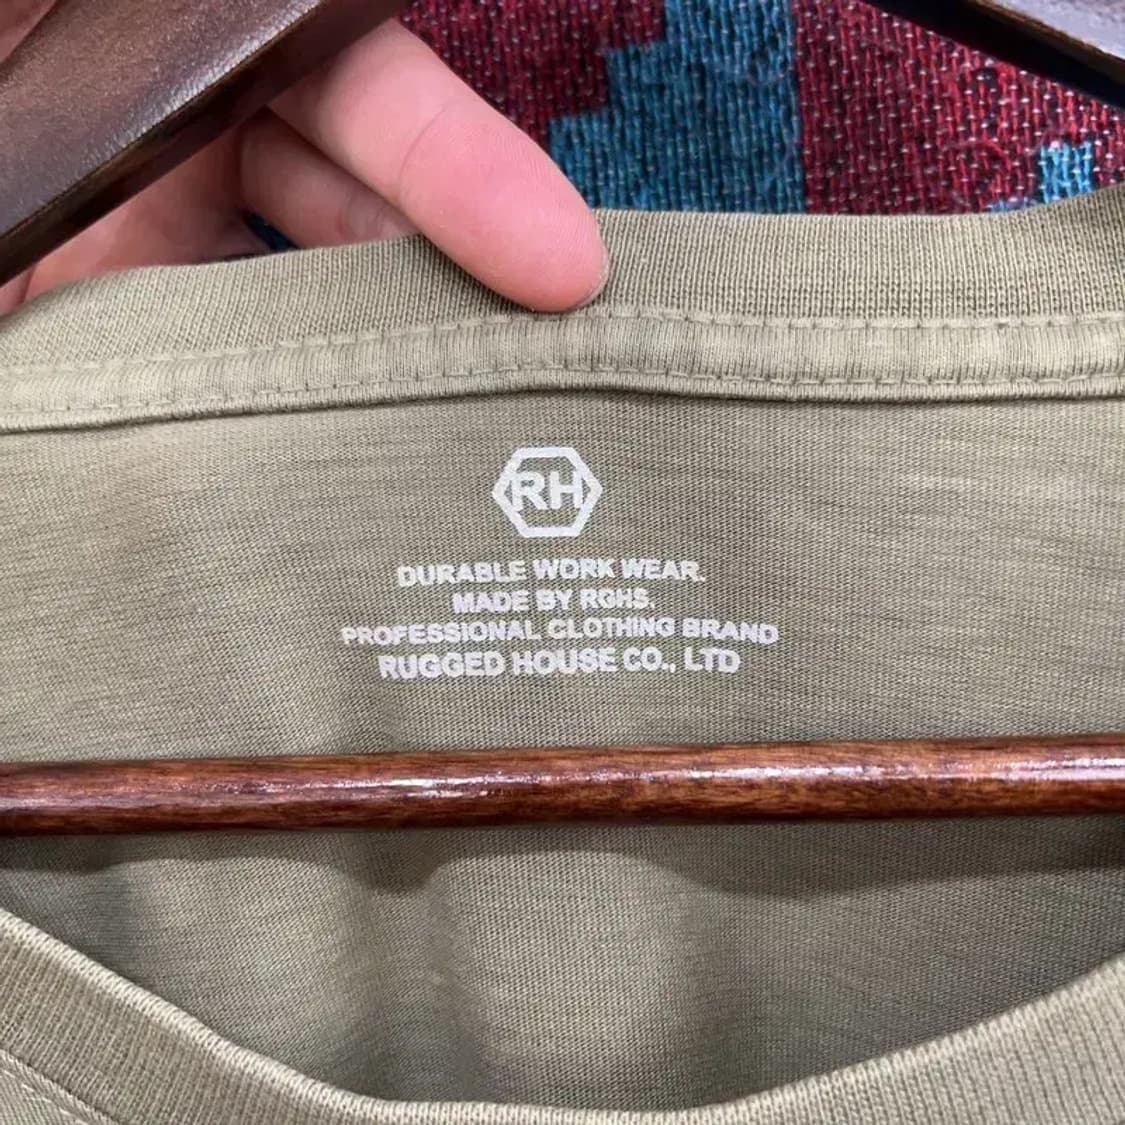 RH
DURABLE WORK WEAR.
MADE BY RGHS.
PROFESSIONAL CLOTHING BRAND
RUGGED HOUSE CO., LTD